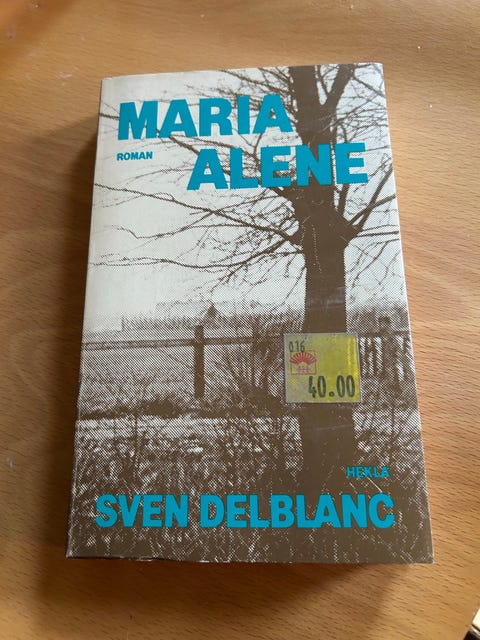 MARIA
ROMAN
ALENE
016
40.00
HEKLA
SVEN DELBLANC